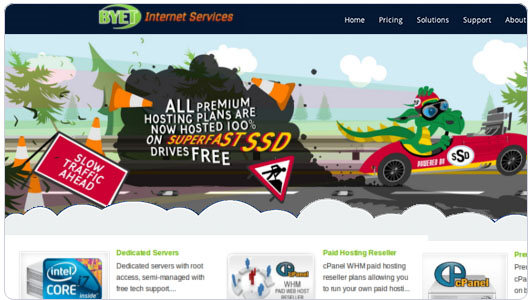 BYET Internet Services
Home Pricing Solutions Support About
ALL PREMIUM
HOSTING PLANS ARE
NOW HOSTED 100%
ON SUPERFAST SSD
DRIVES FREE
SLOW
TRAFFIC
AHEAD
POWERED BY
SSD
Dedicated Servers
Dedicated servers with root
access, semi-managed with
free tech support....
intel
CORE i7
inside
Paid Hosting Reseller
cPanel WHM paid hosting
reseller plans allowing you
to run your own paid hosti...
cPanel
WHM
PAID WEB HOST
RESELLER
cPanel
Pre
Pres
on b